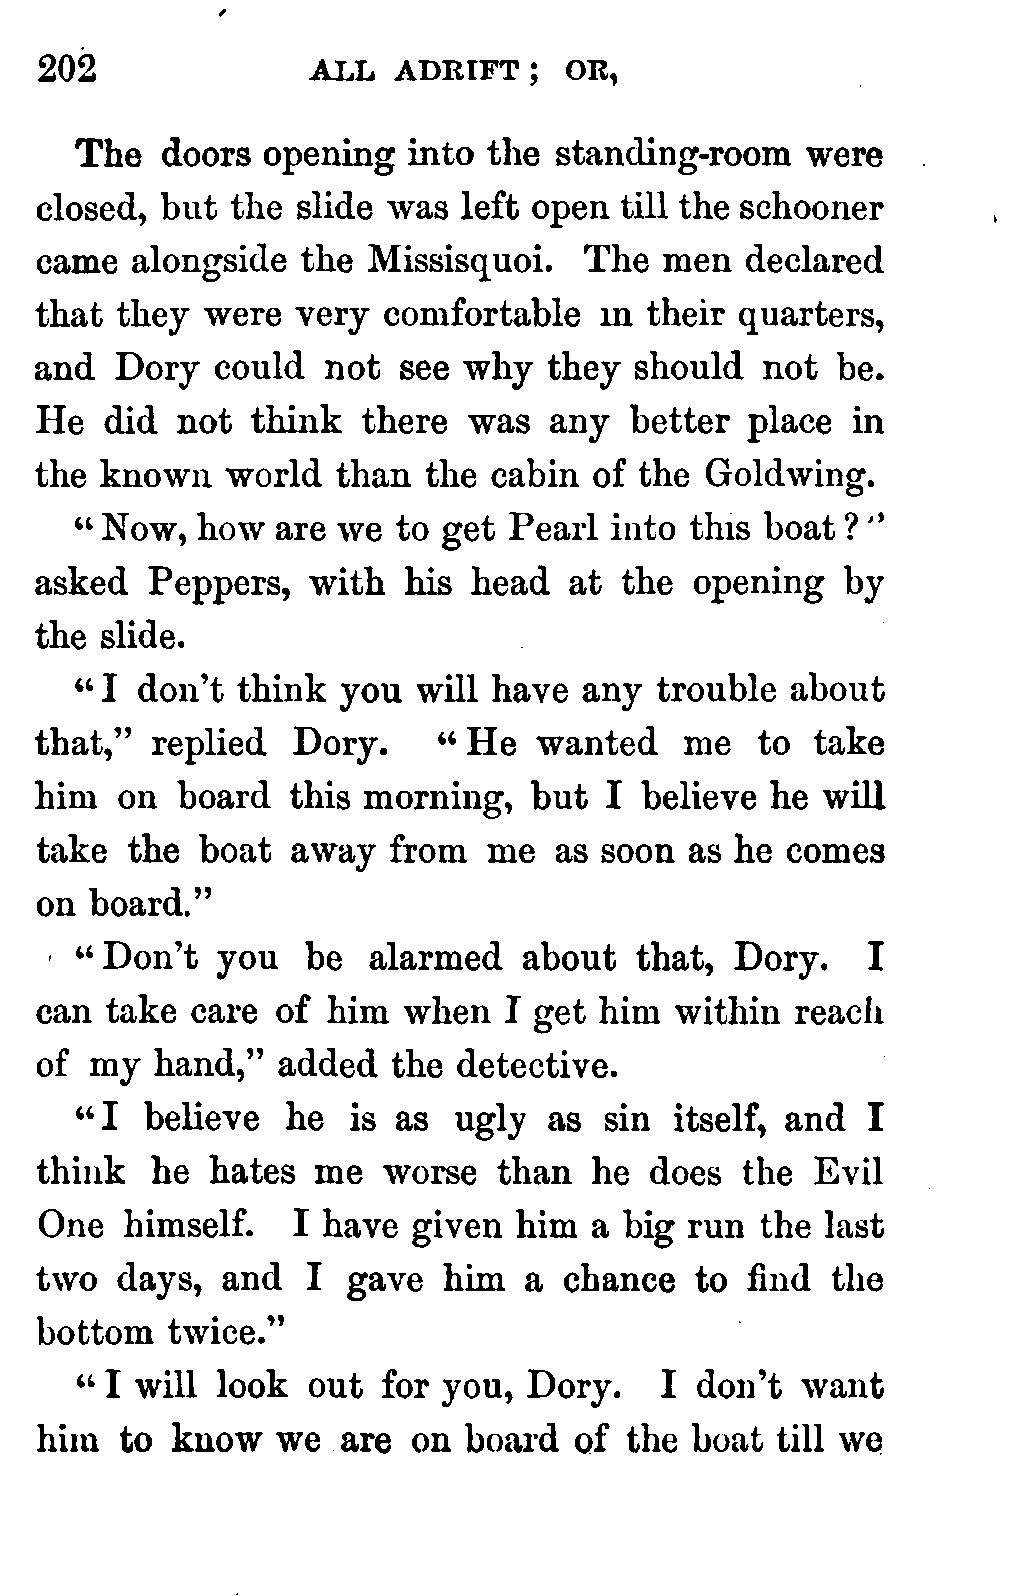 202 ALL ADRIFT; OR,
The doors opening into the standing-room were
closed, but the slide was left open till the schooner
came alongside the Missisquoi. The men declared
that they were very comfortable in their quarters,
and Dory could not see why they should not be.
He did not think there was any better place in
the known world than the cabin of the Goldwing.
"Now, how are we to get Pearl into this boat?"
asked Peppers, with his head at the opening by
the slide.
"I don't think you will have any trouble about
that," replied Dory. "He wanted me to take
him on board this morning, but I believe he will
take the boat away from me as soon as he comes
on board."
"Don't you be alarmed about that, Dory. I
can take care of him when I get him within reach
of my hand," added the detective.
"I believe he is as ugly as sin itself, and I
think he hates me worse than he does the Evil
One himself. I have given him a big run the last
two days, and I gave him a chance to find the
bottom twice."
"I will look out for you, Dory. I don't want
him to know we are on board of the boat till we